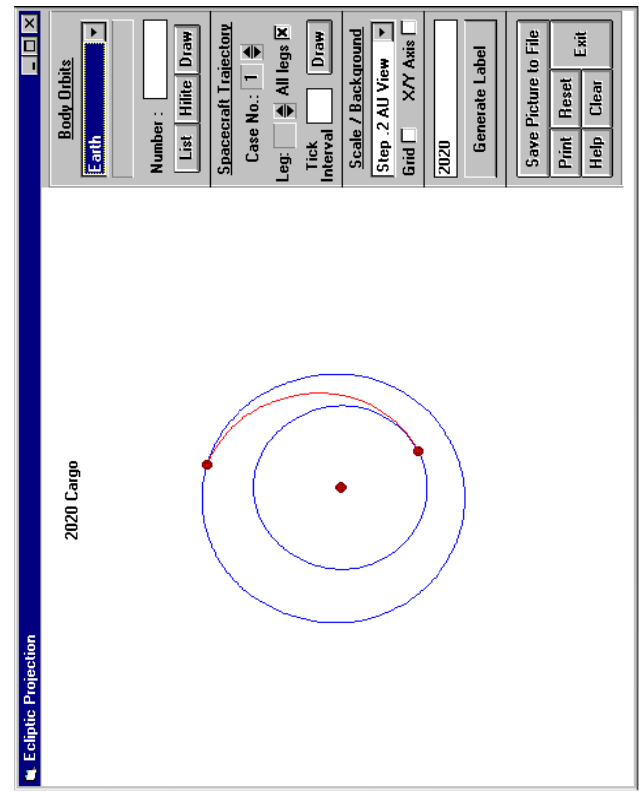 Ecliptic Projection
2020 Cargo
Body Orbits
Earth
Number :
List Hilite Draw
Spacecraft Trajectory
Case No.: 1
Leg: All legs
Tick
Interval Draw
Scale / Background
Step .2 AU View
Grid X/Y Axis
2020
Generate Label
Save Picture to File
Print Reset Exit
Help Clear